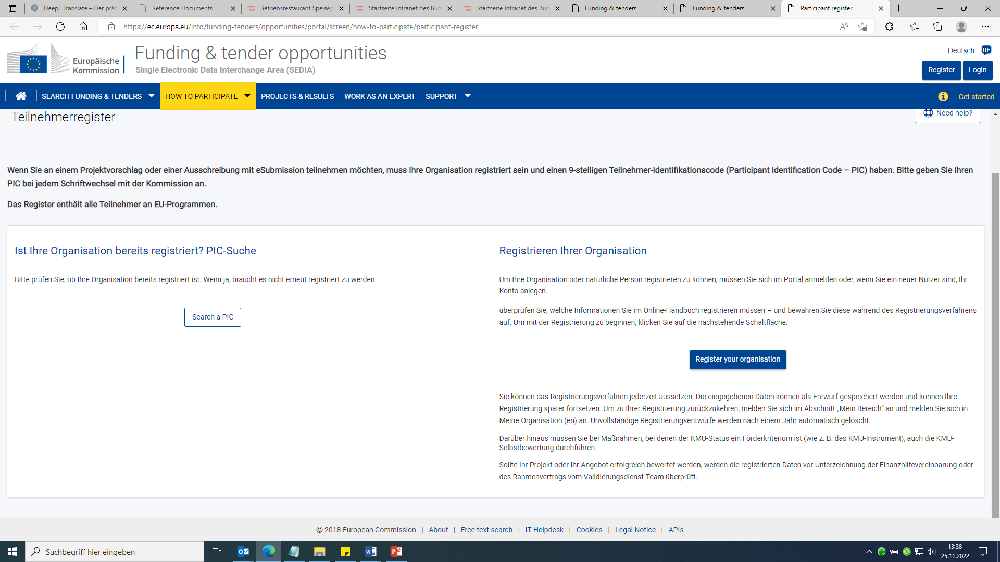 DeepL Translate – Der präz
Reference Documents
Betriebsrestaurant Speisep
Startseite Intranet des Bun
Startseite Intranet des Bun
Funding & tenders
Funding & tenders
Participant register
https://ec.europa.eu/info/funding-tenders/opportunities/portal/screen/how-to-participate/participant-register
Europäische
Kommission
Funding & tender opportunities
Single Electronic Data Interchange Area (SEDIA)
Deutsch DE
Register Login
SEARCH FUNDING & TENDERS HOW TO PARTICIPATE PROJECTS & RESULTS WORK AS AN EXPERT SUPPORT Get started
Teilnehmerregister
Need help?
Wenn Sie an einem Projektvorschlag oder einer Ausschreibung mit eSubmission teilnehmen möchten, muss Ihre Organisation registriert sein und einen 9-stelligen Teilnehmer-Identifikationscode (Participant Identification Code – PIC) haben. Bitte geben Sie Ihren
PIC bei jedem Schriftwechsel mit der Kommission an.
Das Register enthält alle Teilnehmer an EU-Programmen.
Ist Ihre Organisation bereits registriert? PIC-Suche
Bitte prüfen Sie, ob Ihre Organisation bereits registriert ist. Wenn ja, braucht es nicht erneut registriert zu werden.
Search a PIC
Registrieren Ihrer Organisation
Um Ihre Organisation oder natürliche Person registrieren zu können, müssen Sie sich im Portal anmelden oder, wenn Sie ein neuer Nutzer sind, Ihr
Konto anlegen.
überprüfen Sie, welche Informationen Sie im Online-Handbuch registrieren müssen – und bewahren Sie diese während des Registrierungsverfahrens
auf. Um mit der Registrierung zu beginnen, klicken Sie auf die nachstehende Schaltfläche.
Register your organisation
Sie können das Registrierungsverfahren jederzeit aussetzen: Die eingegebenen Daten können als Entwurf gespeichert werden und können Ihre
Registrierung später fortsetzen. Um zu Ihrer Registrierung zurückzukehren, melden Sie sich im Abschnitt „Mein Bereich“ an und melden Sie sich in
Meine Organisation (en) an. Unvollständige Registrierungsentwürfe werden nach einem Jahr automatisch gelöscht.
Darüber hinaus müssen Sie bei Maßnahmen, bei denen der KMU-Status ein Förderkriterium ist (wie z. B. das KMU-Instrument), auch die KMU-
Selbstbewertung durchführen.
Sollte Ihr Projekt oder Ihr Angebot erfolgreich bewertet werden, werden die registrierten Daten vor Unterzeichnung der Finanzhilfevereinbarung oder
des Rahmenvertrags vom Validierungsdienst-Team überprüft.
© 2018 European Commission | About | Free text search | IT Helpdesk | Cookies | Legal Notice | APIs
Suchbegriff hier eingeben
13:38
25.11.2022